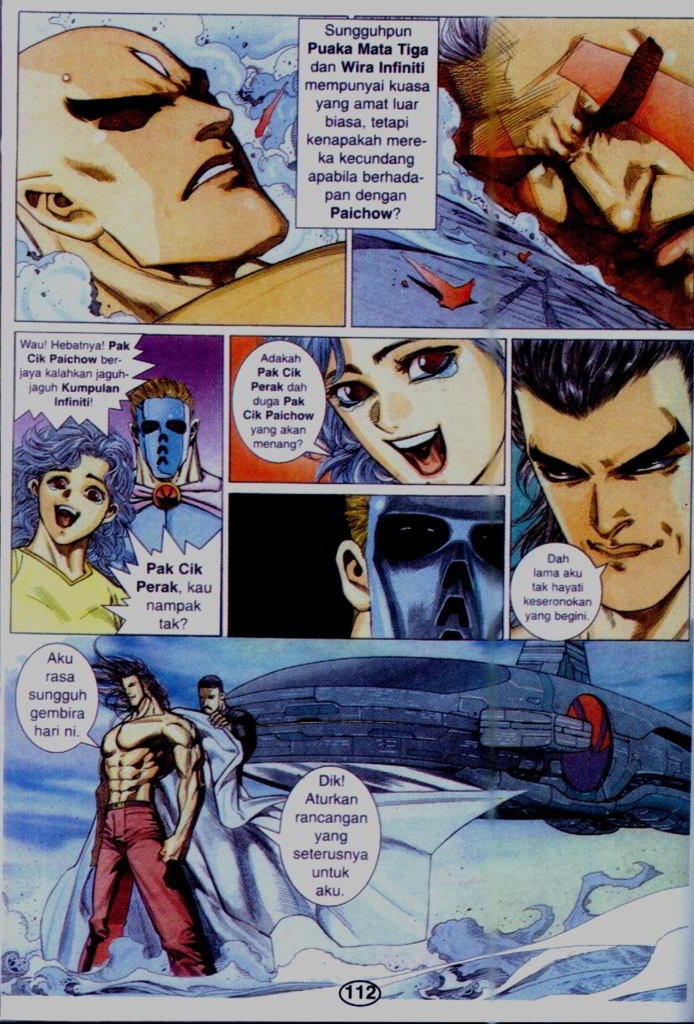 Sungguhpun
Puaka Mata Tiga
dan Wira Infiniti
mempunyai kuasa
yang amat luar
biasa, tetapi
kenapakah mere-
ka kecundang
apabila berhada-
pan dengan
Paichow?
Wau! Hebatnya! Pak
Cik Paichow ber-
jaya kalahkan jaguh-
jaguh Kumpulan
Infiniti!
Pak Cik
Perak, kau
nampak
tak?
Adakah
Pak Cik
Perak dah
duga Pak
Cik Paichow
yang akan
menang?
Dah
lama aku
tak hayati
keseronokan
yang begini.
Aku
rasa
sungguh
gembira
hari ni.
Dik!
Aturkan
rancangan
yang
seterusnya
untuk
aku.
112